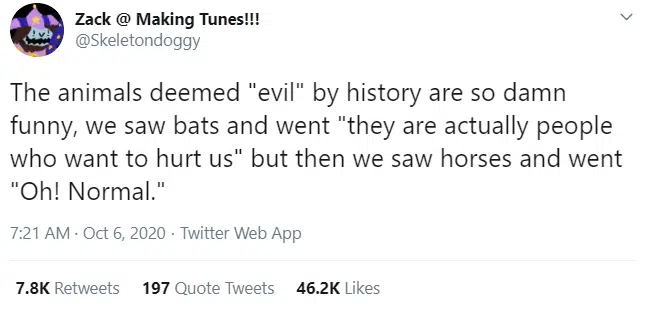 Zack @ Making Tunes!!!
@Skeletondoggy
The animals deemed "evil" by history are so damn
funny, we saw bats and went "they are actually people
who want to hurt us" but then we saw horses and went
"Oh! Normal."
7:21 AM · Oct 6, 2020 · Twitter Web App
7.8K Retweets 197 Quote Tweets 46.2K Likes